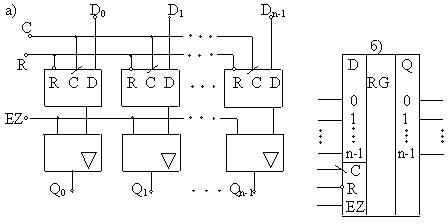 а) D0 D1 Dn-1
C
R
R C D R C D R C D
EZ
Q0 Q1 Qn-1
б)
D RG Q
0 0
1 1
n-1 n-1
C
R
EZ